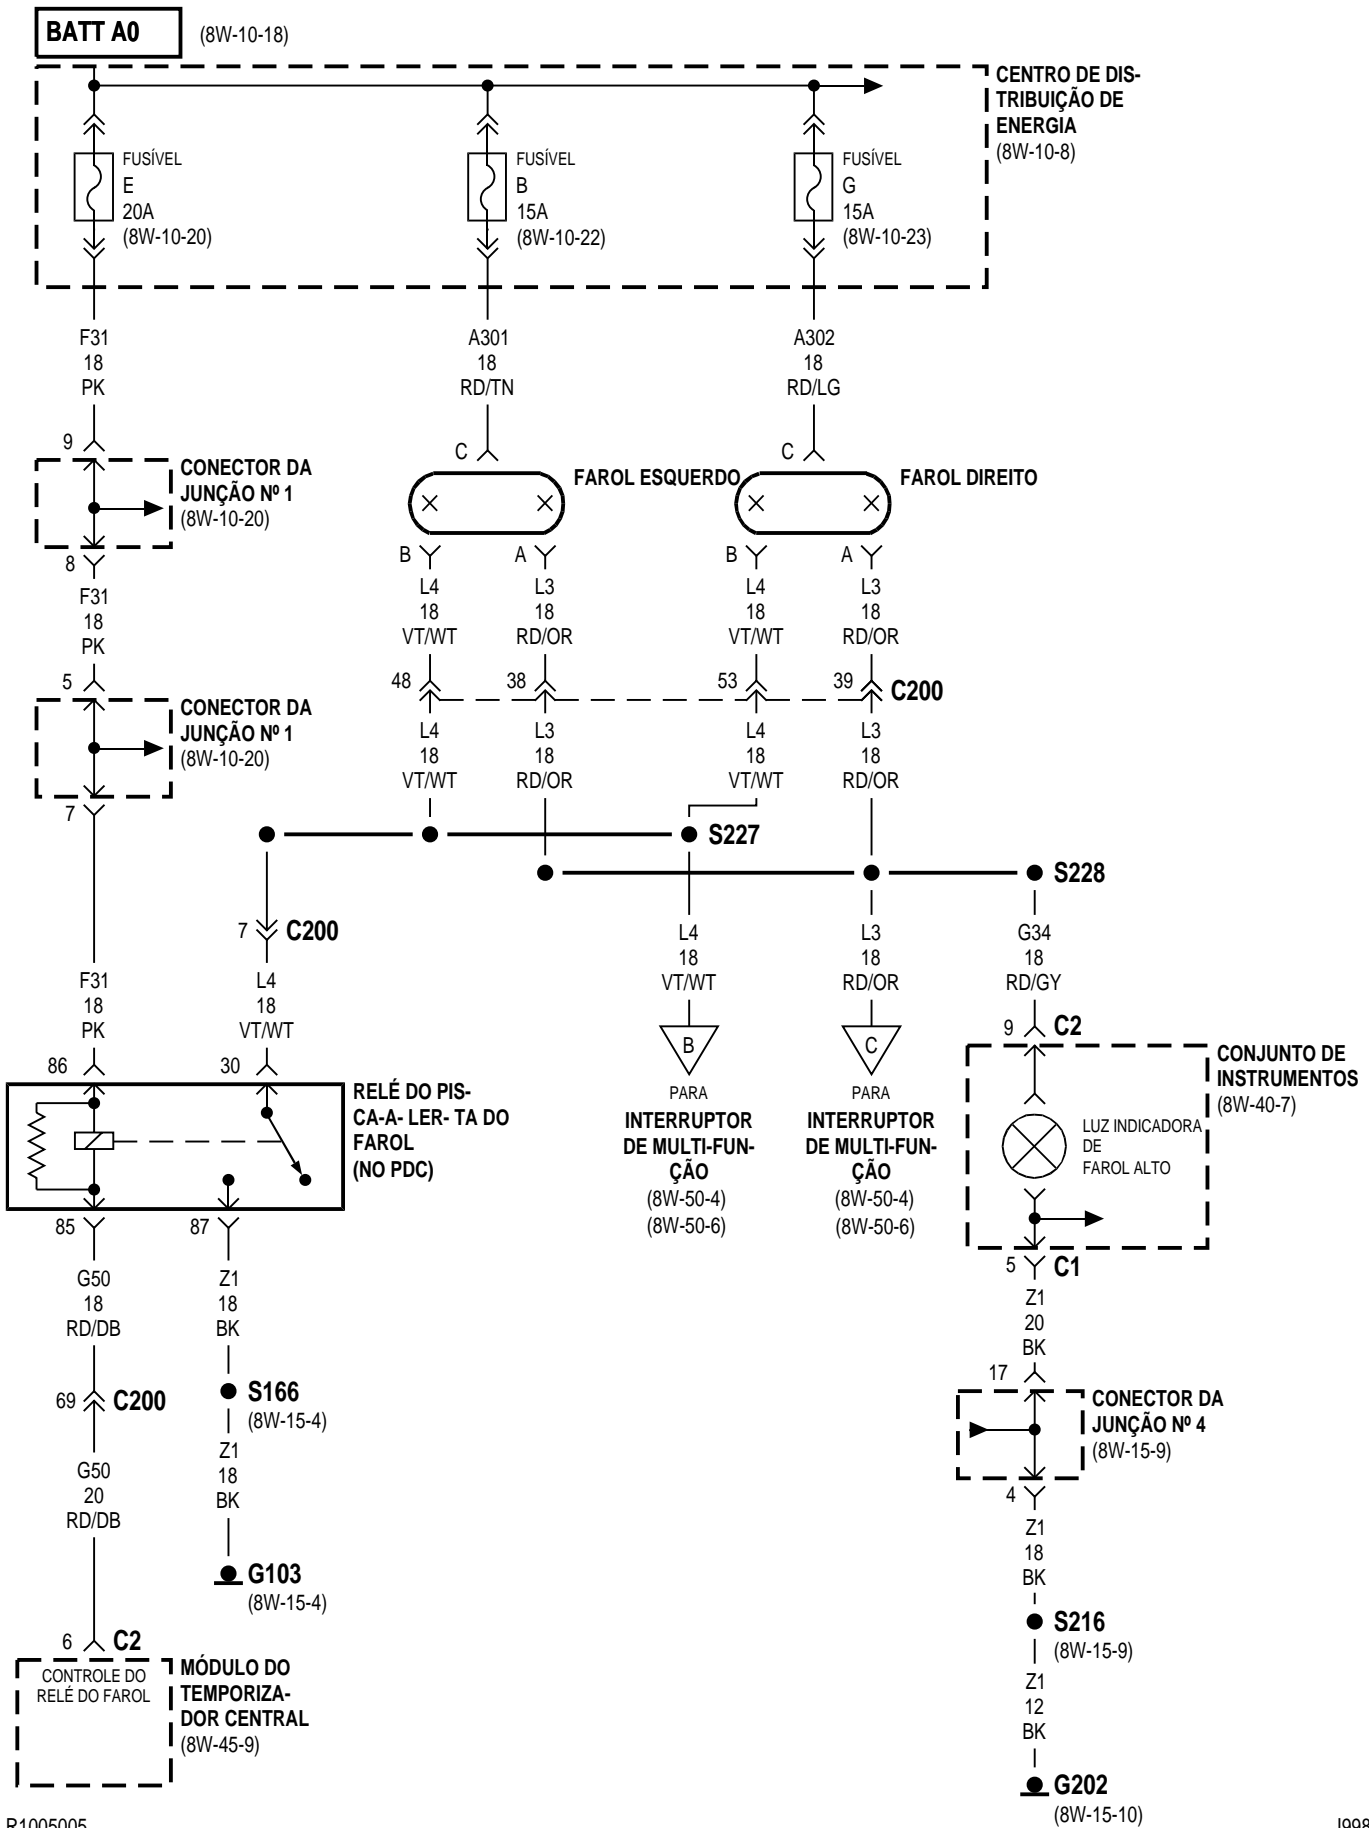 BATT A0
(8W-10-18)
CENTRO DE DIS-
TRIBUIÇÃO DE
ENERGIA
(8W-10-8)
FUSÍVEL
E
20A
(8W-10-20)
FUSÍVEL
B
15A
(8W-10-22)
FUSÍVEL
G
15A
(8W-10-23)
F31
18
PK
A301
18
RD/TN
A302
18
RD/LG
9
CONECTOR DA
JUNÇÃO Nº 1
(8W-10-20)
8
C
FAROL ESQUERDO
C
FAROL DIREITO
B
A
B
A
F31
18
PK
L4
18
VT/WT
L3
18
RD/OR
L4
18
VT/WT
L3
18
RD/OR
5
48
38
53
39
C200
CONECTOR DA
JUNÇÃO Nº 1
(8W-10-20)
7
L4
18
VT/WT
L3
18
RD/OR
L4
18
VT/WT
L3
18
RD/OR
S227
S228
7
C200
F31
18
PK
L4
18
VT/WT
L4
18
VT/WT
L3
18
RD/OR
G34
18
RD/GY
86
30
B
C
9
C2
RELÉ DO PIS-
CA-A- LER- TA DO
FAROL
(NO PDC)
PARA
INTERRUPTOR
DE MULTI-FUN-
ÇÃO
(8W-50-4)
(8W-50-6)
PARA
INTERRUPTOR
DE MULTI-FUN-
ÇÃO
(8W-50-4)
(8W-50-6)
CONJUNTO DE
INSTRUMENTOS
(8W-40-7)
LUZ INDICADORA
DE
FAROL ALTO
85
87
5
C1
G50
18
RD/DB
Z1
18
BK
Z1
20
BK
69
C200
S166
(8W-15-4)
17
CONECTOR DA
JUNÇÃO Nº 4
(8W-15-9)
4
G50
20
RD/DB
Z1
18
BK
Z1
18
BK
G103
(8W-15-4)
S216
(8W-15-9)
6
C2
CONTROLE DO
RELÉ DO FAROL
MÓDULO DO
TEMPORIZA-
DOR CENTRAL
(8W-45-9)
Z1
12
BK
G202
(8W-15-10)
R1005005